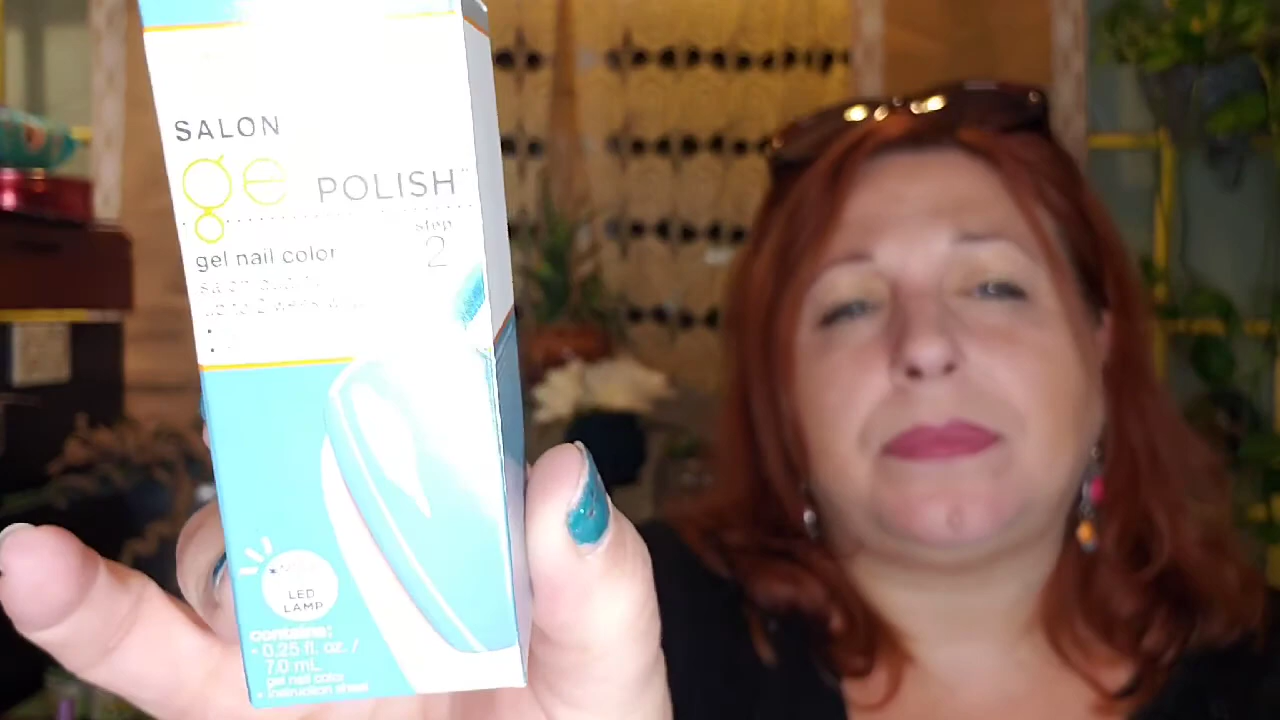 SALON
ge POLISH™
step
2
gel nail color
LED
LAMP
contains:
• 0.25 fl. oz. /
7.0 mL
gel nail color
• instruction sheet